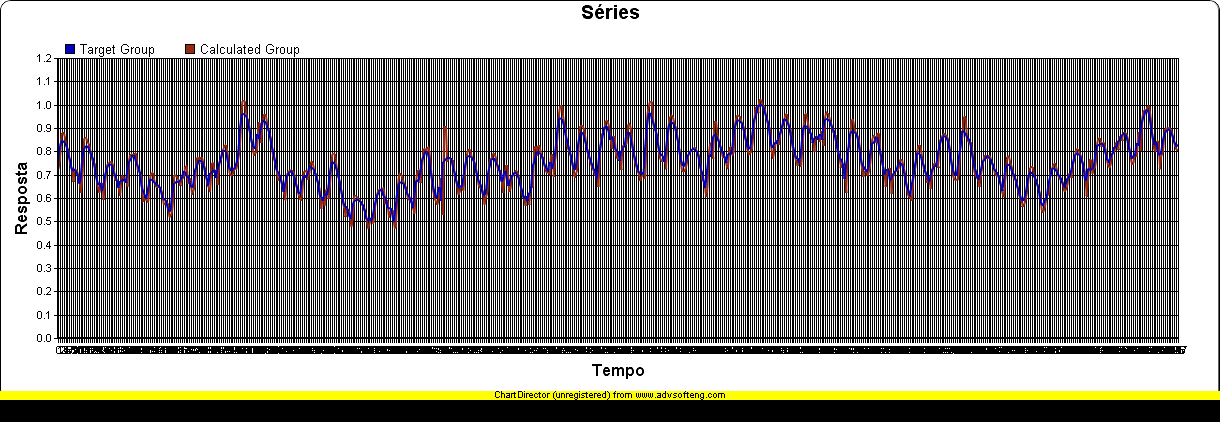 Séries
Target Group
Calculated Group
1.2
1.1
1.0
0.9
0.8
0.7
0.6
0.5
0.4
0.3
0.2
0.1
0.0
Resposta
Tempo
ChartDirector (unregistered) from www.advsofteng.com